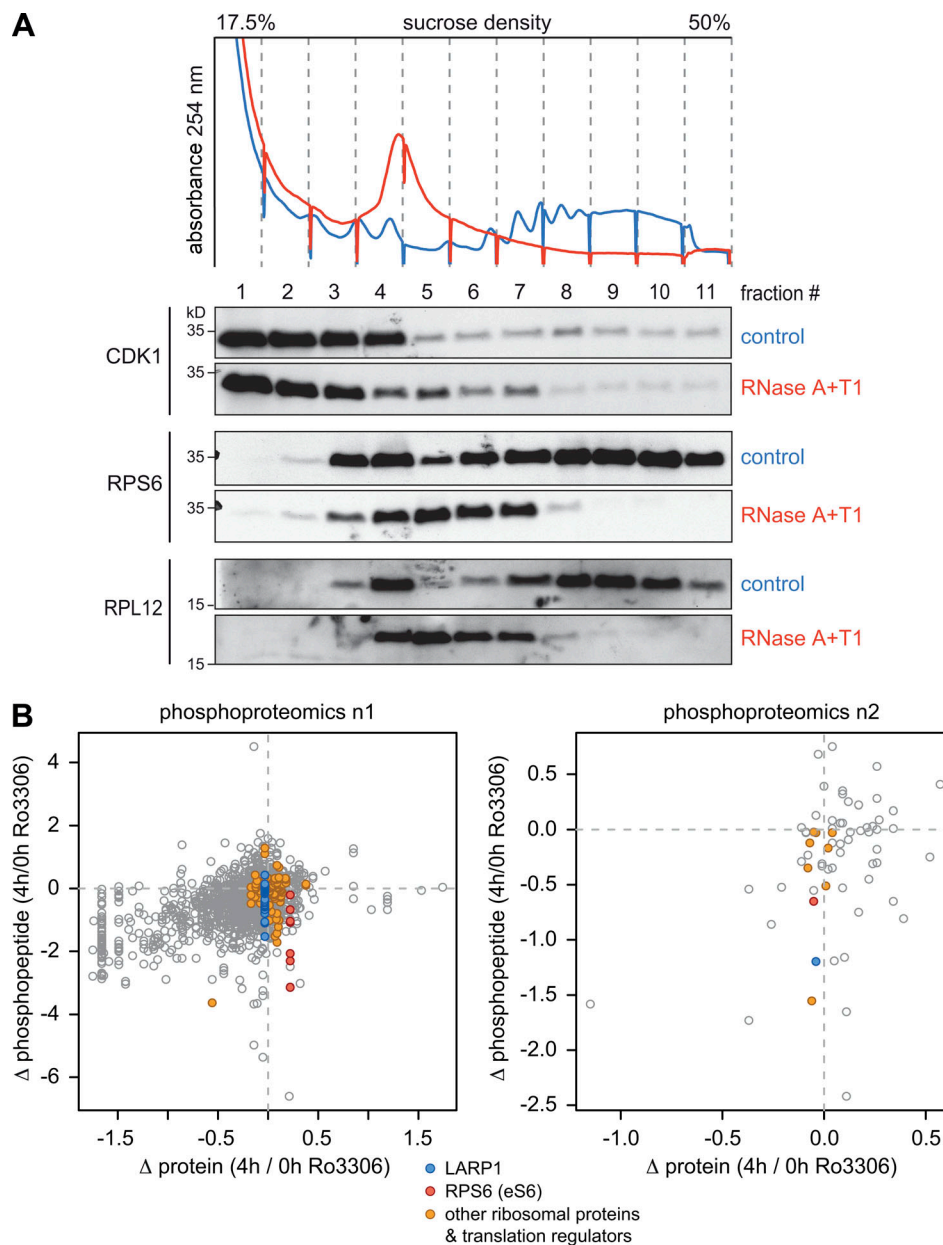 A
17.5% sucrose density 50%
absorbance 254 nm
1 2 3 4 5 6 7 8 9 10 11 fraction #
kD
CDK1
35
control
35
RNase A+T1
RPS6
35
control
35
RNase A+T1
RPL12
15
control
15
RNase A+T1
B
phosphoproteomics n1
Δ phosphopeptide (4h/0h Ro3306)
4
2
0
-2
-4
-6
-1.5 -0.5 0.5 1.5
Δ protein (4h / 0h Ro3306)
phosphoproteomics n2
Δ phosphopeptide (4h/0h Ro3306)
0.5
0.0
-0.5
-1.0
-1.5
-2.0
-2.5
-1.0 -0.5 0.0 0.5
Δ protein (4h / 0h Ro3306)
LARP1
RPS6 (eS6)
other ribosomal proteins
& translation regulators